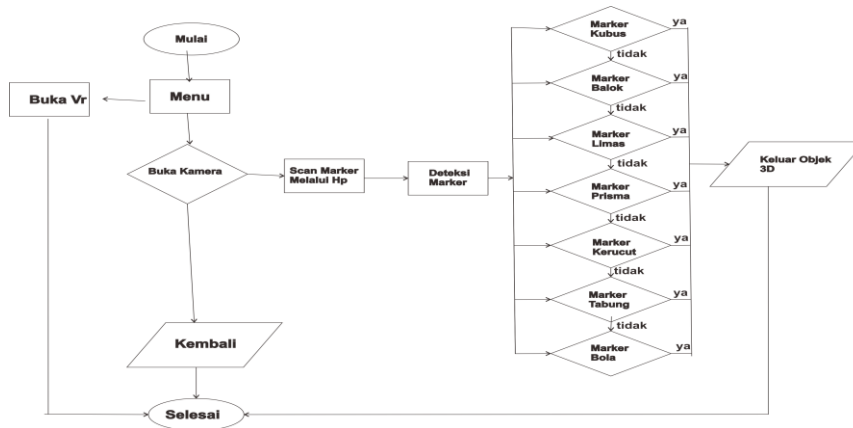 Mulai
Menu
Buka Vr
Buka Kamera
Scan Marker
Melalui Hp
Deteksi
Marker
Marker
Kubus
ya
tidak
Marker
Balok
ya
tidak
Marker
Limas
ya
tidak
Marker
Prisma
ya
tidak
Marker
Kerucut
ya
tidak
Marker
Tabung
ya
tidak
Marker
Bola
ya
Keluar Objek
3D
Kembali
Selesai